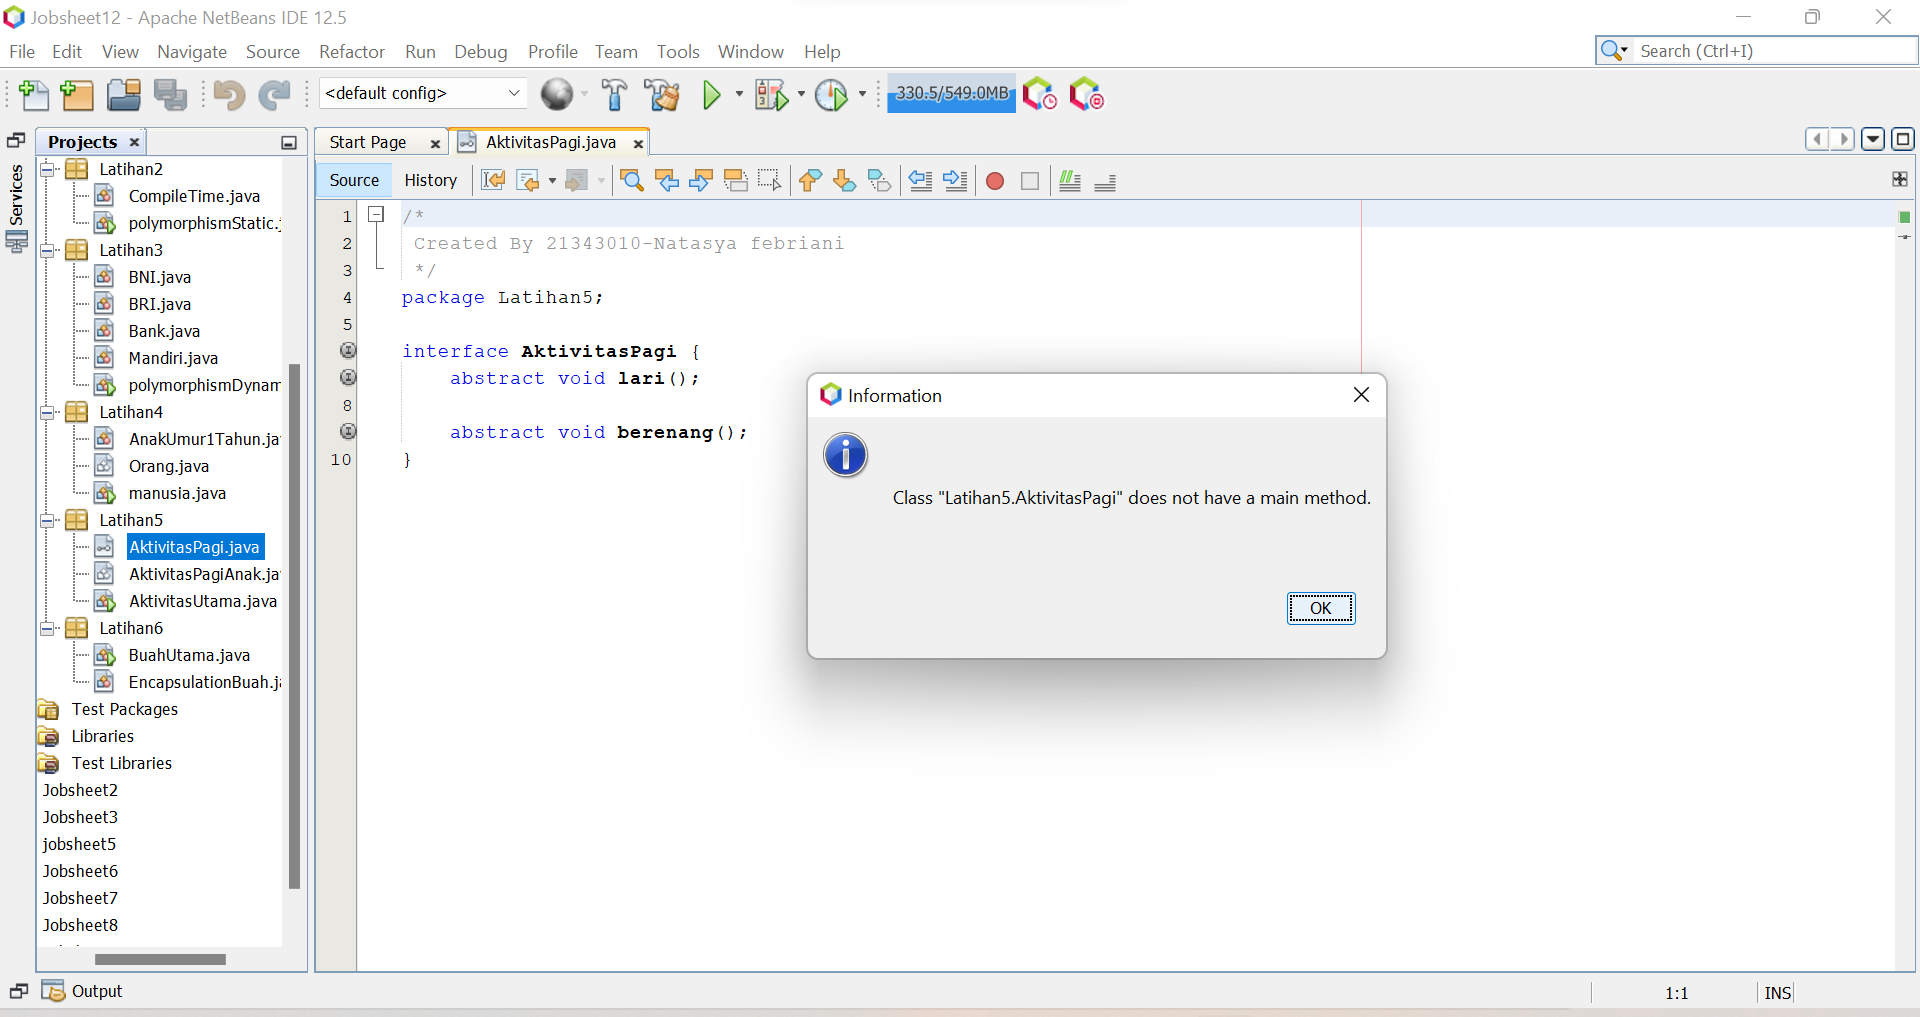 Jobsheet12 - Apache NetBeans IDE 12.5
File Edit View Navigate Source Refactor Run Debug Profile Team Tools Window Help
Search (Ctrl+I)
<default config>
330.5/549.0MB
Projects
Start Page
AktivitasPagi.java
Services
Source
History
Latihan2
CompileTime.java
polymorphismStatic.j
Latihan3
BNI.java
BRI.java
Bank.java
Mandiri.java
polymorphismDynam
Latihan4
AnakUmur1Tahun.ja
Orang.java
manusia.java
Latihan5
AktivitasPagi.java
AktivitasPagiAnak.ja
AktivitasUtama.java
Latihan6
BuahUtama.java
EncapsulationBuah.j
Test Packages
Libraries
Test Libraries
Jobsheet2
Jobsheet3
jobsheet5
Jobsheet6
Jobsheet7
Jobsheet8
1 /*
2 Created By 21343010-Natasya febriani
3 */
4 package Latihan5;
5
interface AktivitasPagi {
abstract void lari();
8
abstract void berenang();
10 }
Information
Class "Latihan5.AktivitasPagi" does not have a main method.
OK
Output
1:1
INS